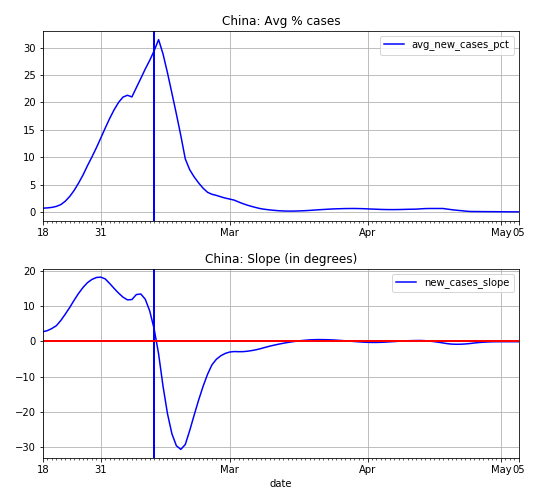 China: Avg % cases
avg_new_cases_pct
30
25
20
15
10
5
0
18 31 Mar Apr May 05
China: Slope (in degrees)
new_cases_slope
20
10
0
−10
−20
−30
18 31 Mar Apr May 05
date